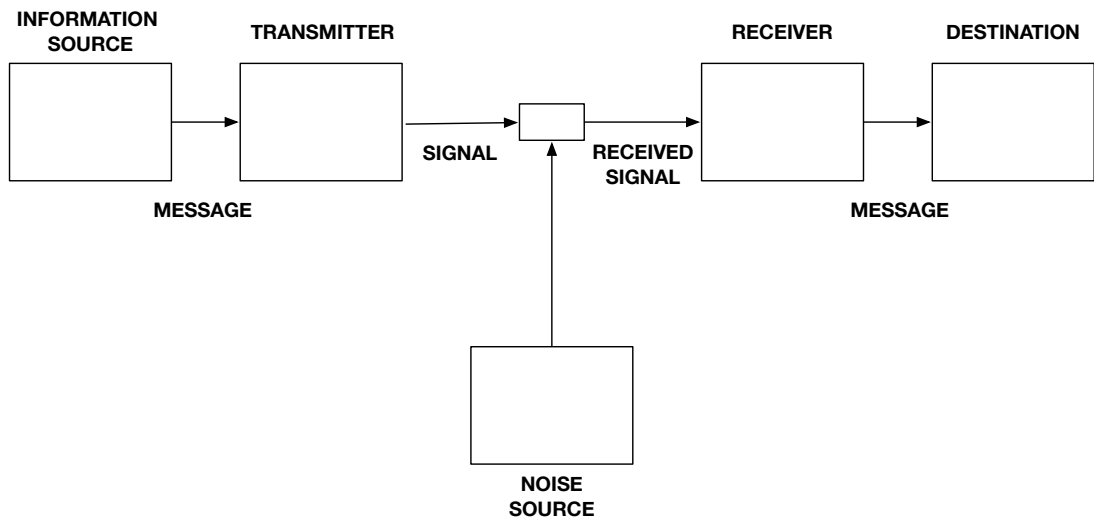 INFORMATION
SOURCE
TRANSMITTER
RECEIVER
DESTINATION
SIGNAL
RECEIVED
SIGNAL
MESSAGE
MESSAGE
NOISE
SOURCE